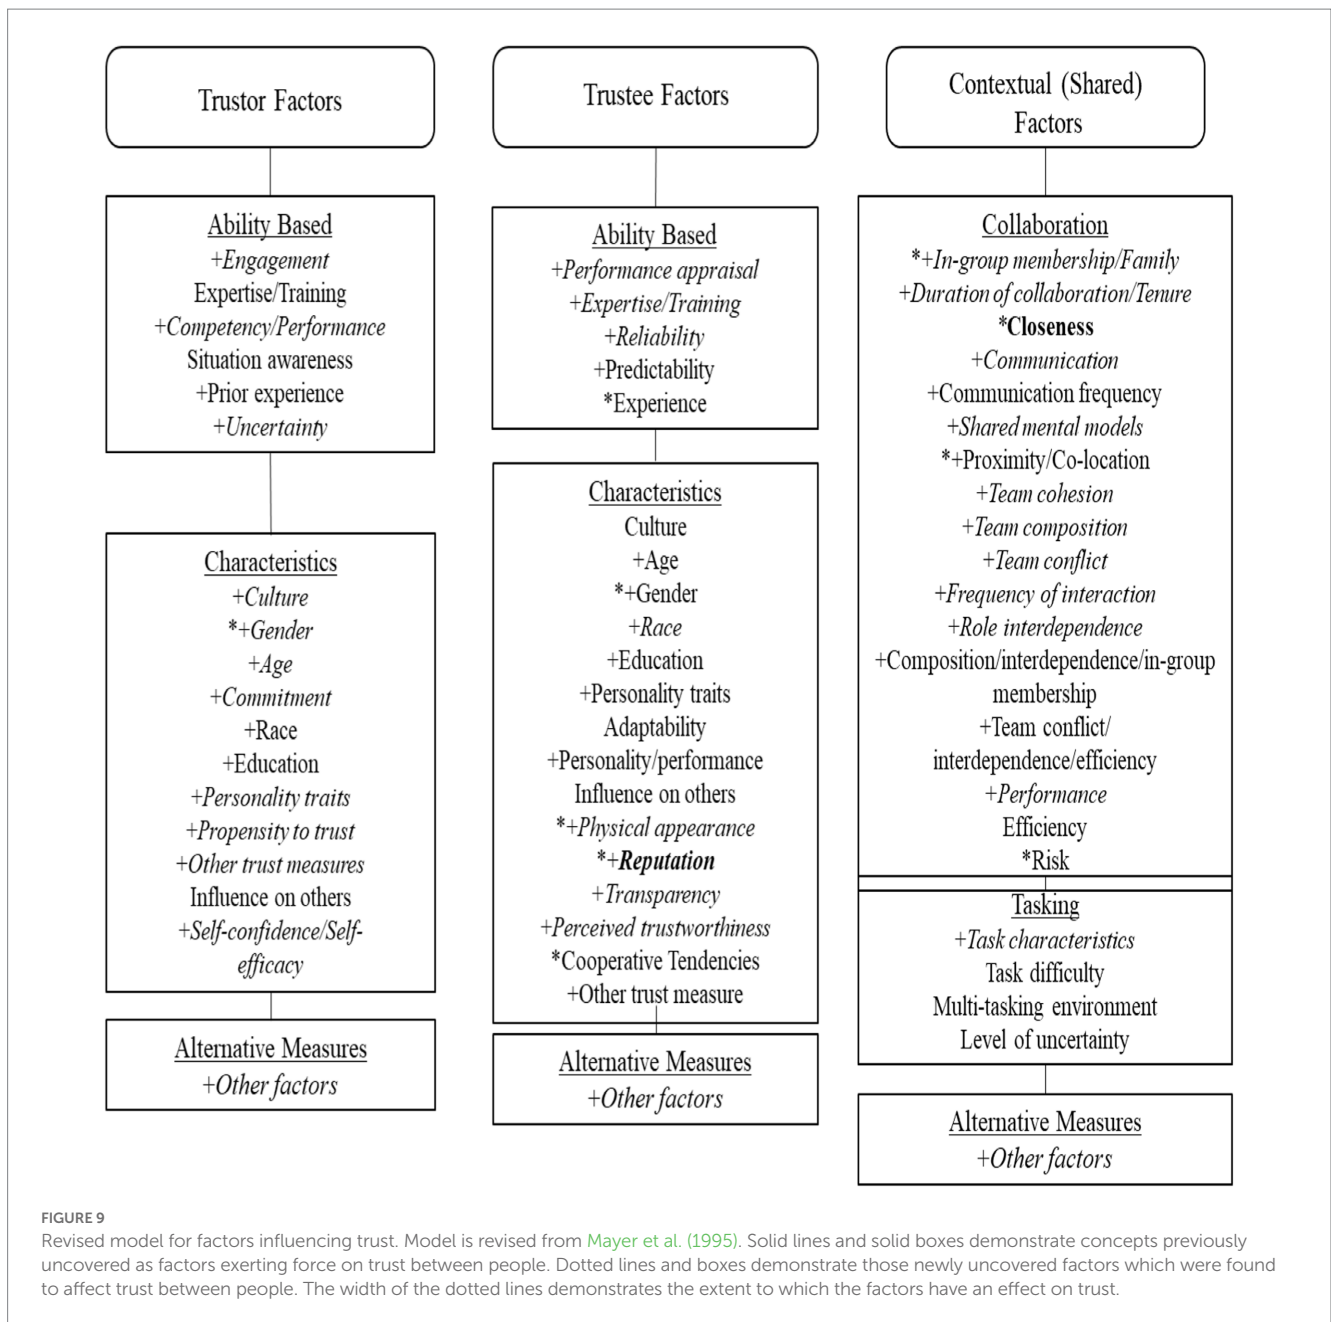 Trustor Factors
Ability Based
+Engagement
Expertise/Training
+Competency/Performance
Situation awareness
+Prior experience
+Uncertainty
Characteristics
+Culture
*+Gender
+Age
+Commitment
+Race
+Education
+Personality traits
+Propensity to trust
+Other trust measures
Influence on others
+Self-confidence/Self-
efficacy
Alternative Measures
+Other factors
Trustee Factors
Ability Based
+Performance appraisal
+Expertise/Training
+Reliability
+Predictability
*Experience
Characteristics
Culture
+Age
*+Gender
+Race
+Education
+Personality traits
Adaptability
+Personality/performance
Influence on others
*+Physical appearance
*+Reputation
+Transparency
+Perceived trustworthiness
*Cooperative Tendencies
+Other trust measure
Alternative Measures
+Other factors
Contextual (Shared)
Factors
Collaboration
*+In-group membership/Family
+Duration of collaboration/Tenure
*Closeness
+Communication
+Communication frequency
+Shared mental models
*+Proximity/Co-location
+Team cohesion
+Team composition
+Team conflict
+Frequency of interaction
+Role interdependence
+Composition/interdependence/in-group
membership
+Team conflict/
interdependence/efficiency
+Performance
Efficiency
*Risk
Tasking
+Task characteristics
Task difficulty
Multi-tasking environment
Level of uncertainty
Alternative Measures
+Other factors
FIGURE 9
Revised model for factors influencing trust. Model is revised from Mayer et al. (1995). Solid lines and solid boxes demonstrate concepts previously
uncovered as factors exerting force on trust between people. Dotted lines and boxes demonstrate those newly uncovered factors which were found
to affect trust between people. The width of the dotted lines demonstrates the extent to which the factors have an effect on trust.